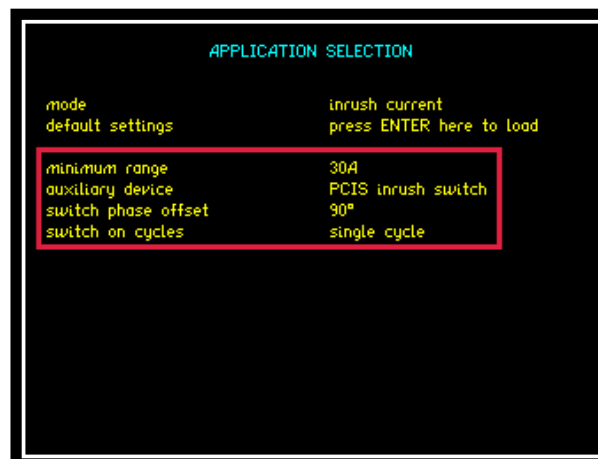 APPLICATION SELECTION
mode inrush current
default settings press ENTER here to load
minimum range 30A
auxiliary device PCIS inrush switch
switch phase offset 90°
switch on cycles single cycle